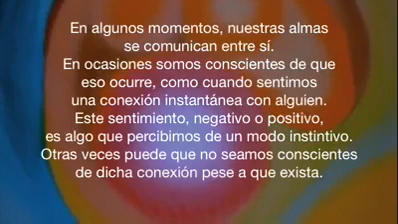 En algunos momentos, nuestras almas
se comunican entre sí.
En ocasiones somos conscientes de que
eso ocurre, como cuando sentimos
una conexión instantánea con alguien.
Este sentimiento, negativo o positivo,
es algo que percibimos de un modo instintivo.
Otras veces puede que no seamos conscientes
de dicha conexión pese a que exista.